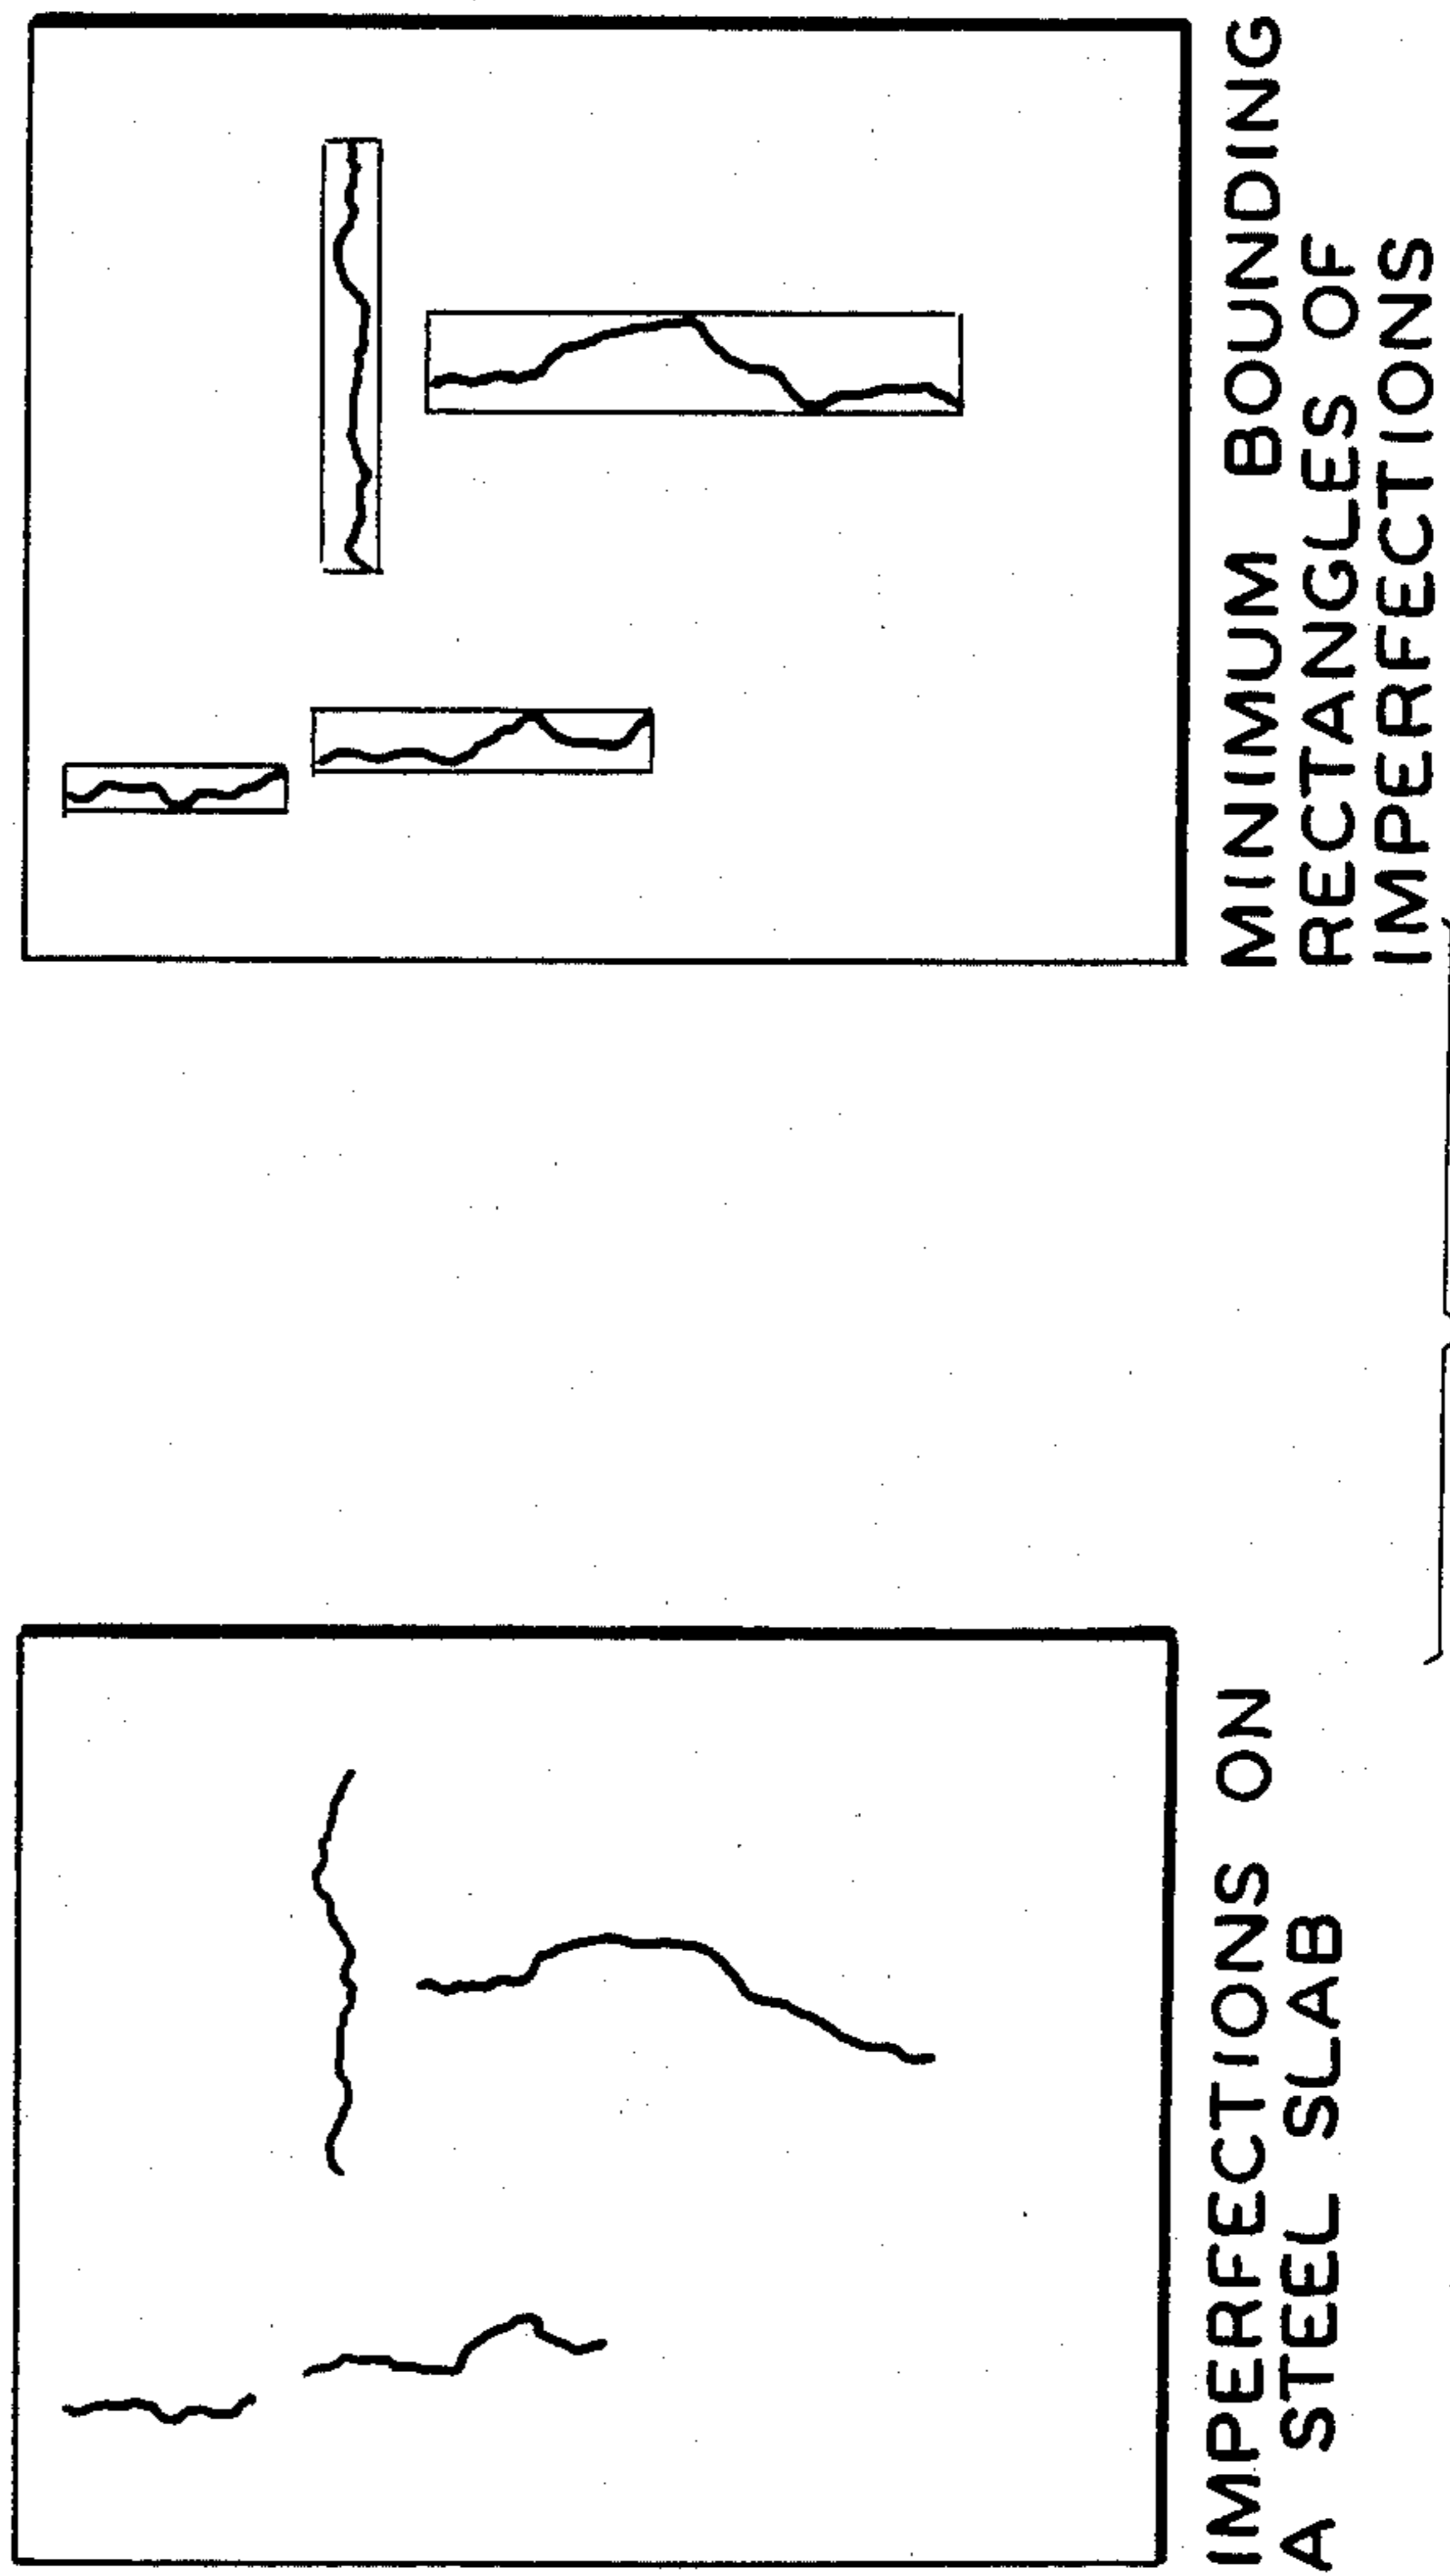 IMPERFECTIONS ON
A STEEL SLAB
MINIMUM BOUNDING
RECTANGLES OF
IMPERFECTIONS